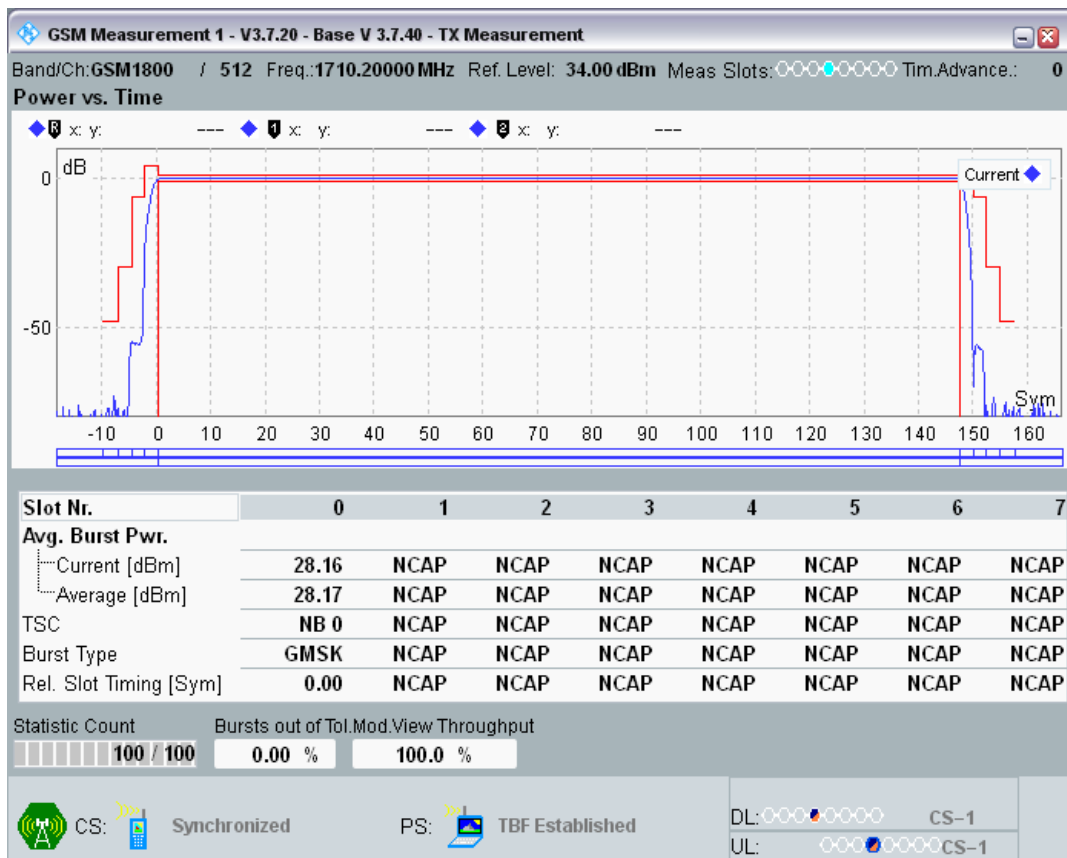 GSM Measurement 1 - V3.7.20 - Base V 3.7.40 - TX Measurement
Band/Ch:GSM1800 / 512 Freq.:1710.20000 MHz Ref. Level: 34.00 dBm Meas Slots: Tim.Advance.: 0
Power vs. Time
R x: y: --- 1 x: y: --- 2 x: y: ---
dB
Current
0
-50
Sym
-10 0 10 20 30 40 50 60 70 80 90 100 110 120 130 140 150 160
Slot Nr. 0 1 2 3 4 5 6 7
Avg. Burst Pwr.
Current [dBm] 28.16 NCAP NCAP NCAP NCAP NCAP NCAP NCAP
Average [dBm] 28.17 NCAP NCAP NCAP NCAP NCAP NCAP NCAP
TSC NB 0 NCAP NCAP NCAP NCAP NCAP NCAP NCAP
Burst Type GMSK NCAP NCAP NCAP NCAP NCAP NCAP NCAP
Rel. Slot Timing [Sym] 0.00 NCAP NCAP NCAP NCAP NCAP NCAP NCAP
Statistic Count Bursts out of Tol.Mod.View Throughput
100 / 100 0.00 % 100.0 %
CS: Synchronized PS: TBF Established
DL: CS-1
UL: CS-1